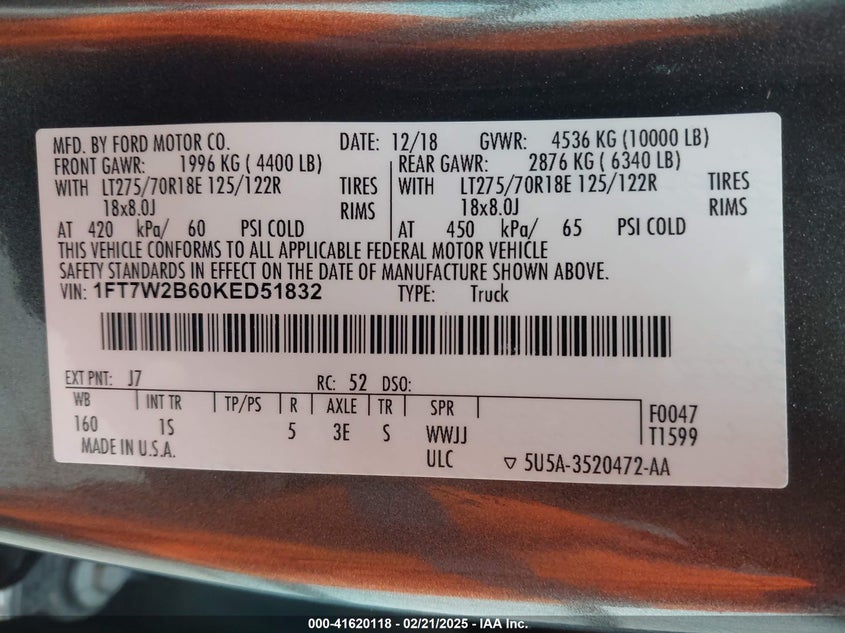 MFD. BY FORD MOTOR CO. DATE: 12/18 GVWR: 4536 KG (10000 LB)
FRONT GAWR: 1996 KG ( 4400 LB) REAR GAWR: 2876 KG ( 6340 LB)
WITH LT275/70R18E 125/122R TIRES WITH LT275/70R18E 125/122R TIRES
18x8.0J RIMS 18x8.0J RIMS
AT 420 kPa/ 60 PSI COLD AT 450 kPa/ 65 PSI COLD
THIS VEHICLE CONFORMS TO ALL APPLICABLE FEDERAL MOTOR VEHICLE
SAFETY STANDARDS IN EFFECT ON THE DATE OF MANUFACTURE SHOWN ABOVE.
VIN: 1FT7W2B60KED51832 TYPE: Truck
EXT PNT: J7 RC: 52 DSO:
WB INT TR TP/PS R AXLE TR SPR F0047
160 1S 5 3E S WWJJ T1599
MADE IN U.S.A. ULC ▽ 5U5A-3520472-AA
000-41620118 - 02/21/2025 - IAA Inc.